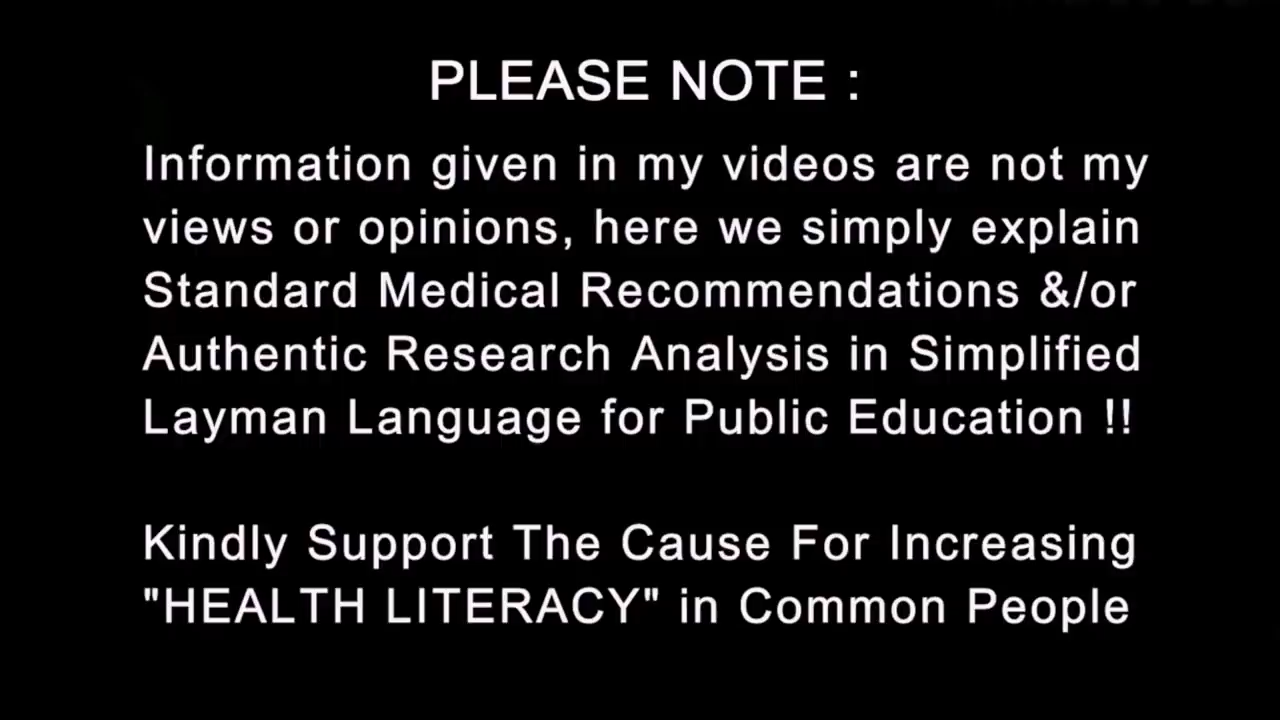 PLEASE NOTE :
Information given in my videos are not my
views or opinions, here we simply explain
Standard Medical Recommendations &/or
Authentic Research Analysis in Simplified
Layman Language for Public Education !!
Kindly Support The Cause For Increasing
"HEALTH LITERACY" in Common People